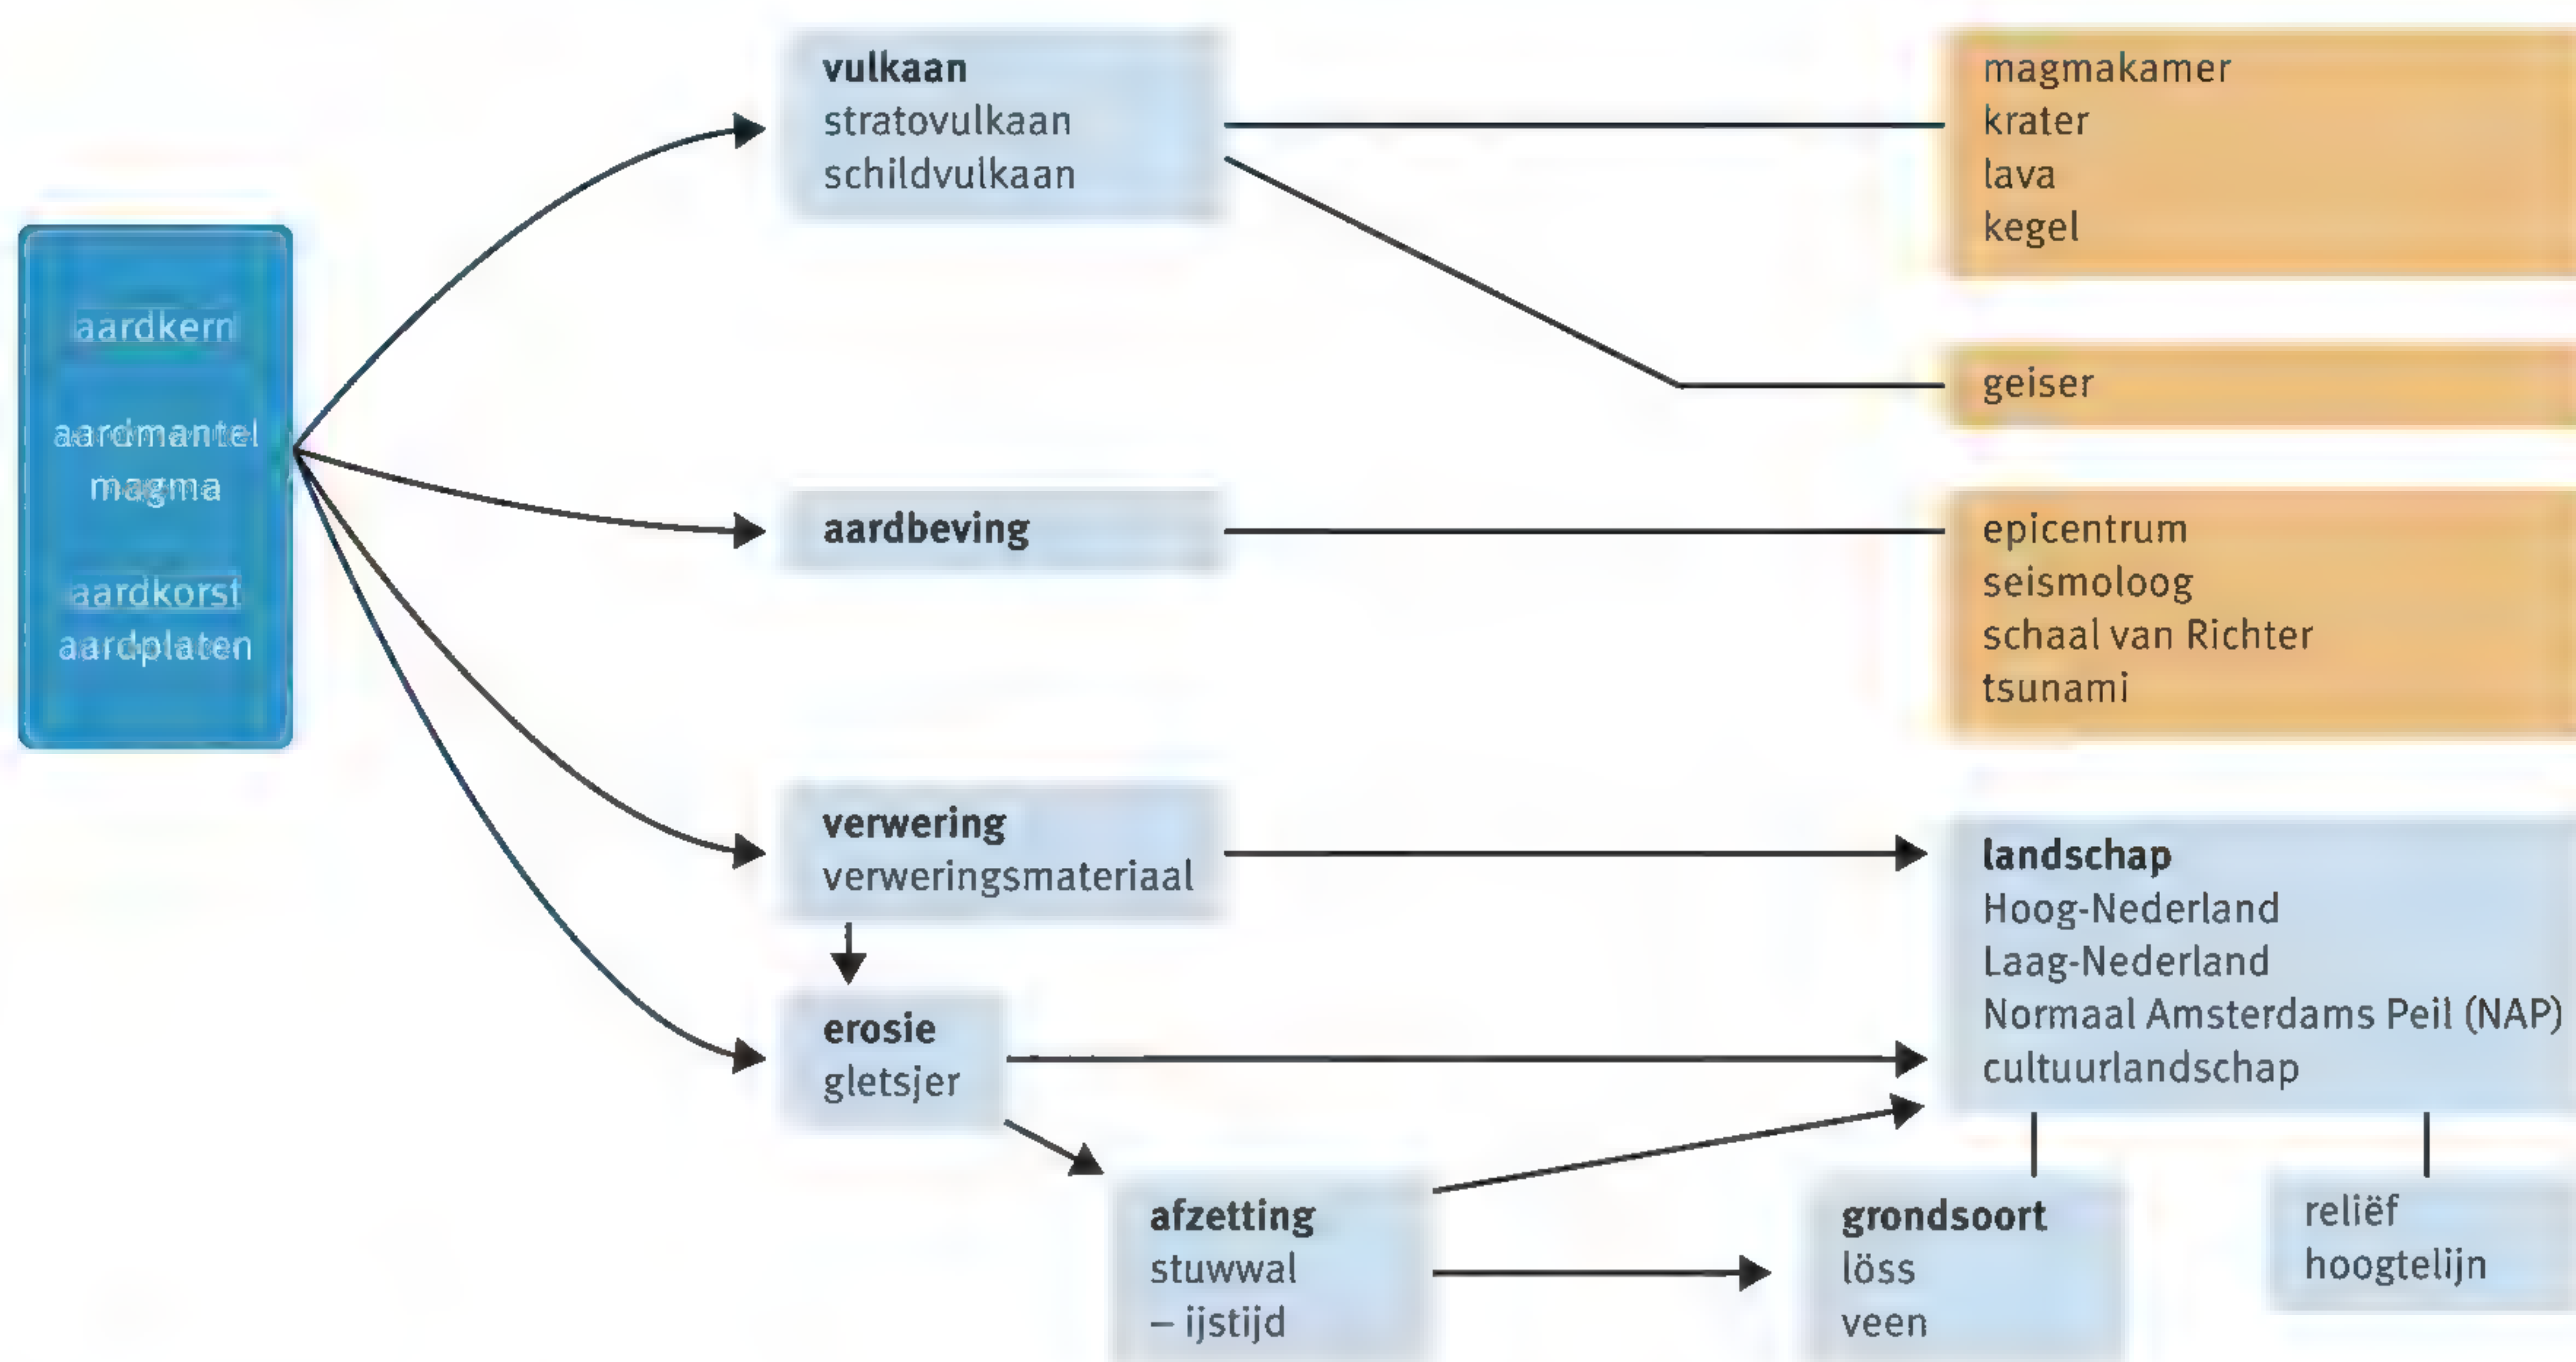 aardkern
aardmantel
magma
aardkorst
aardplaten
vulkaan
stratovulkaan
schildvulkaan
magmakamer
krater
lava
kegel
geiser
aardbeving
epicentrum
seismoloog
schaal van Richter
tsunami
verwering
verweringsmateriaal
landschap
Hoog-Nederland
Laag-Nederland
Normaal Amsterdams Peil (NAP)
cultuurlandschap
erosie
gletsjer
afzetting
stuwwal
– ijstijd
grondsoort
löss
veen
reliëf
hoogtelijn